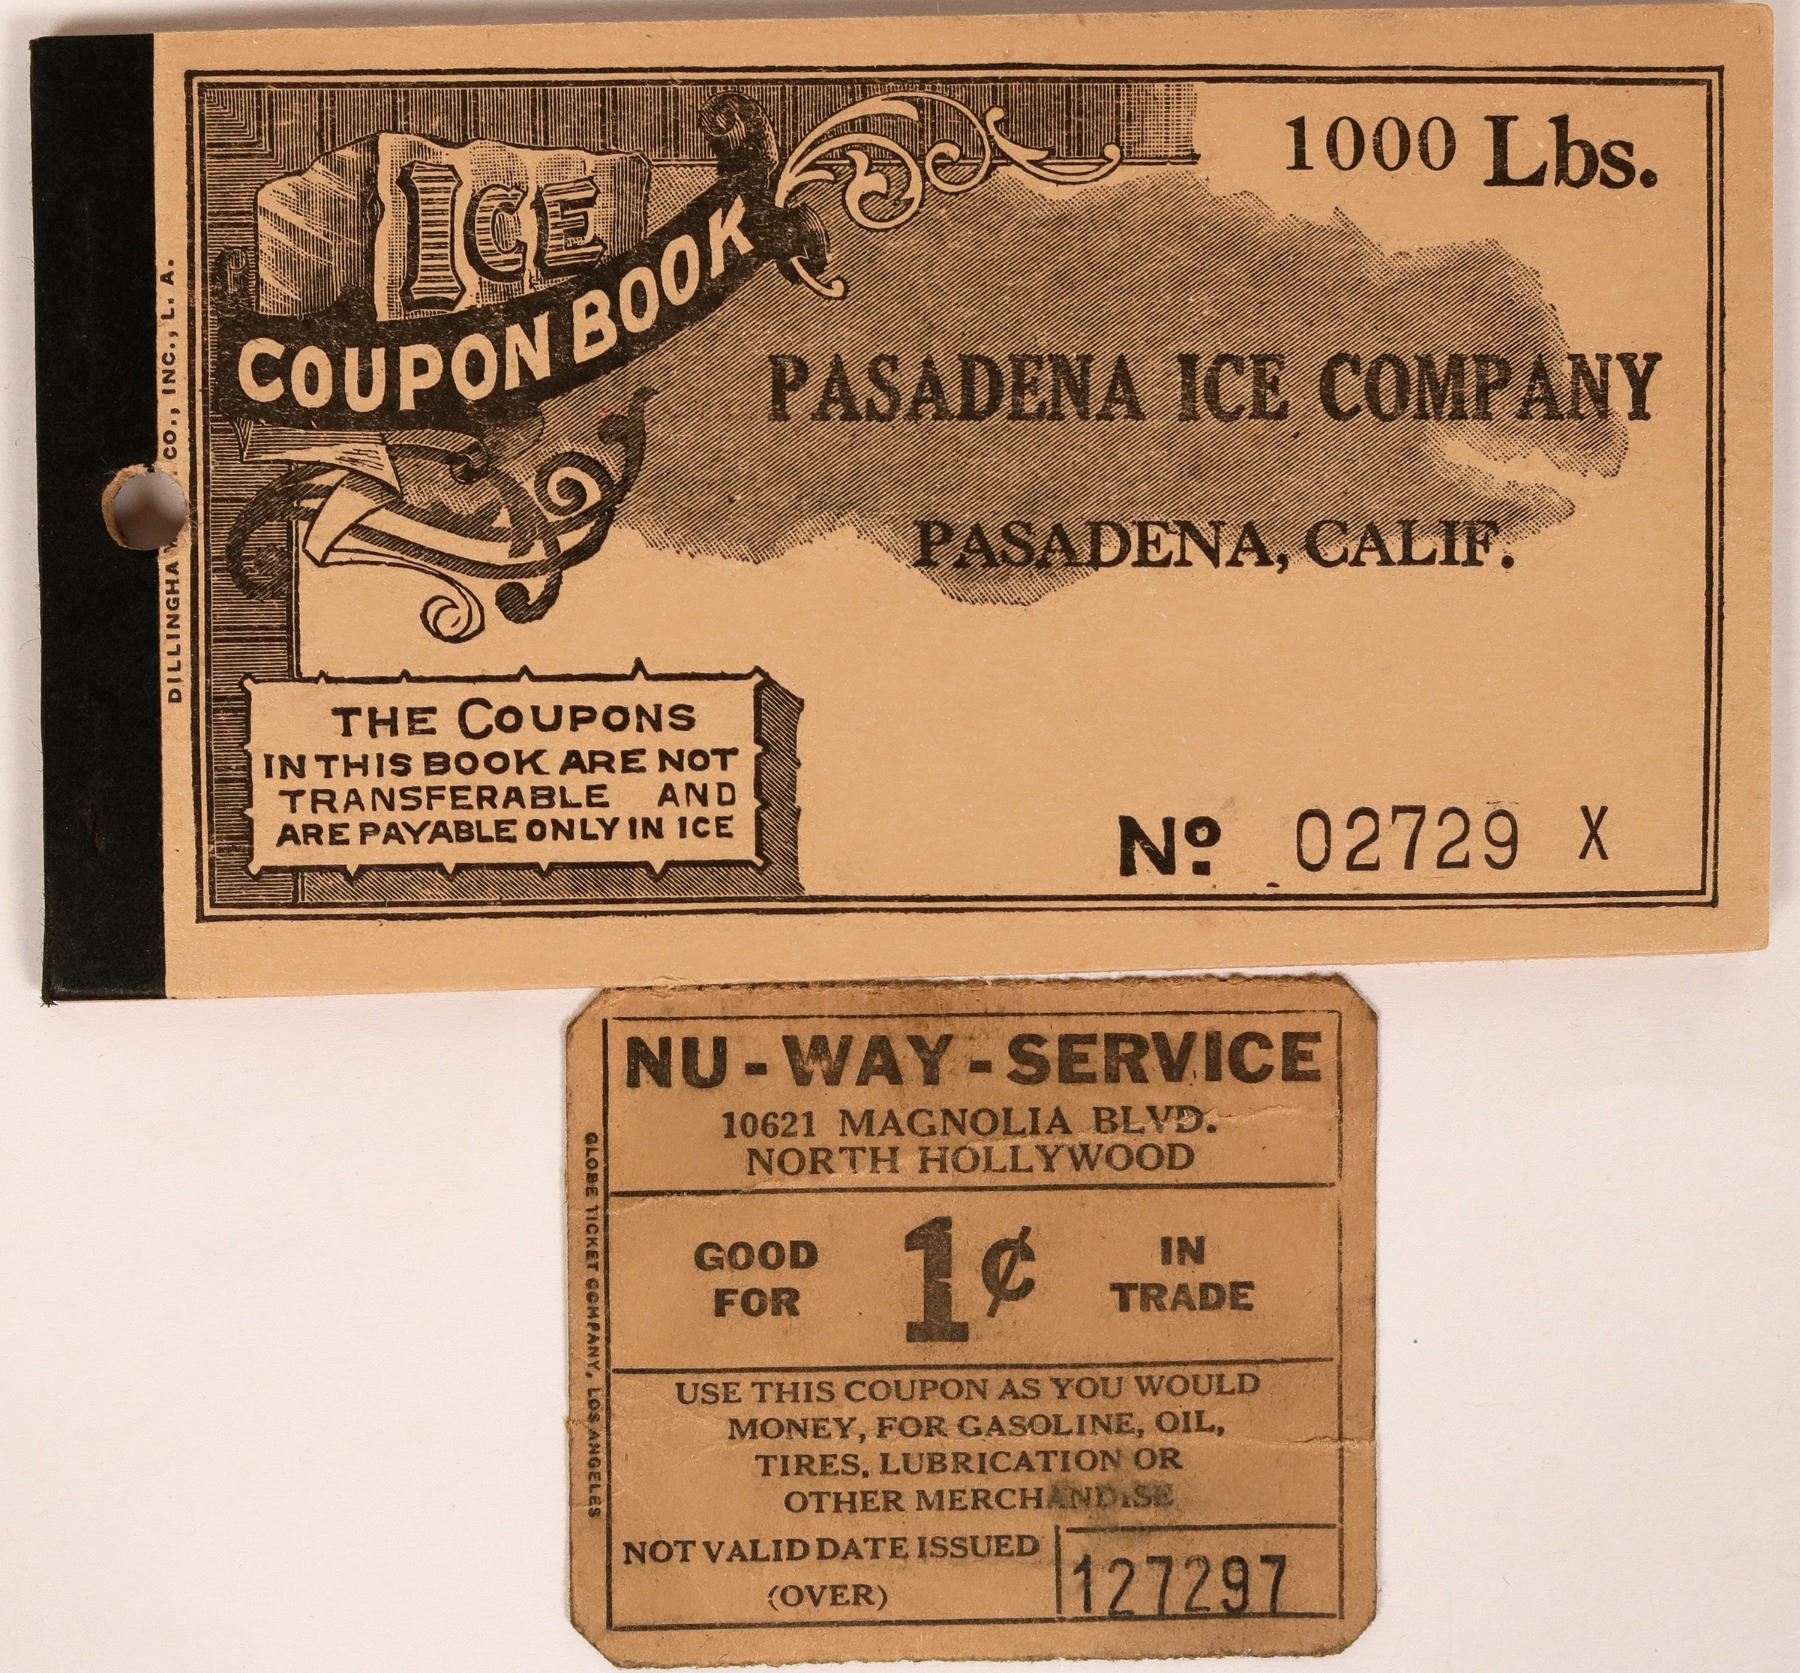 1000 Lbs.
ICE
COUPON BOOK
PASADENA ICE COMPANY
PASADENA, CALIF.
DILLINGHA CO., INC., L. A.
THE COUPONS
IN THIS BOOK ARE NOT
TRANSFERABLE AND
ARE PAYABLE ONLY IN ICE
No. 02729 X
NU-WAY-SERVICE
10621 MAGNOLIA BLVD.
NORTH HOLLYWOOD
GOOD FOR 1¢ IN TRADE
USE THIS COUPON AS YOU WOULD
MONEY, FOR GASOLINE, OIL,
TIRES, LUBRICATION OR
OTHER MERCHANDISE
NOT VALID DATE ISSUED
(OVER)
127297
GLOBE TICKET COMPANY, LOS ANGELES